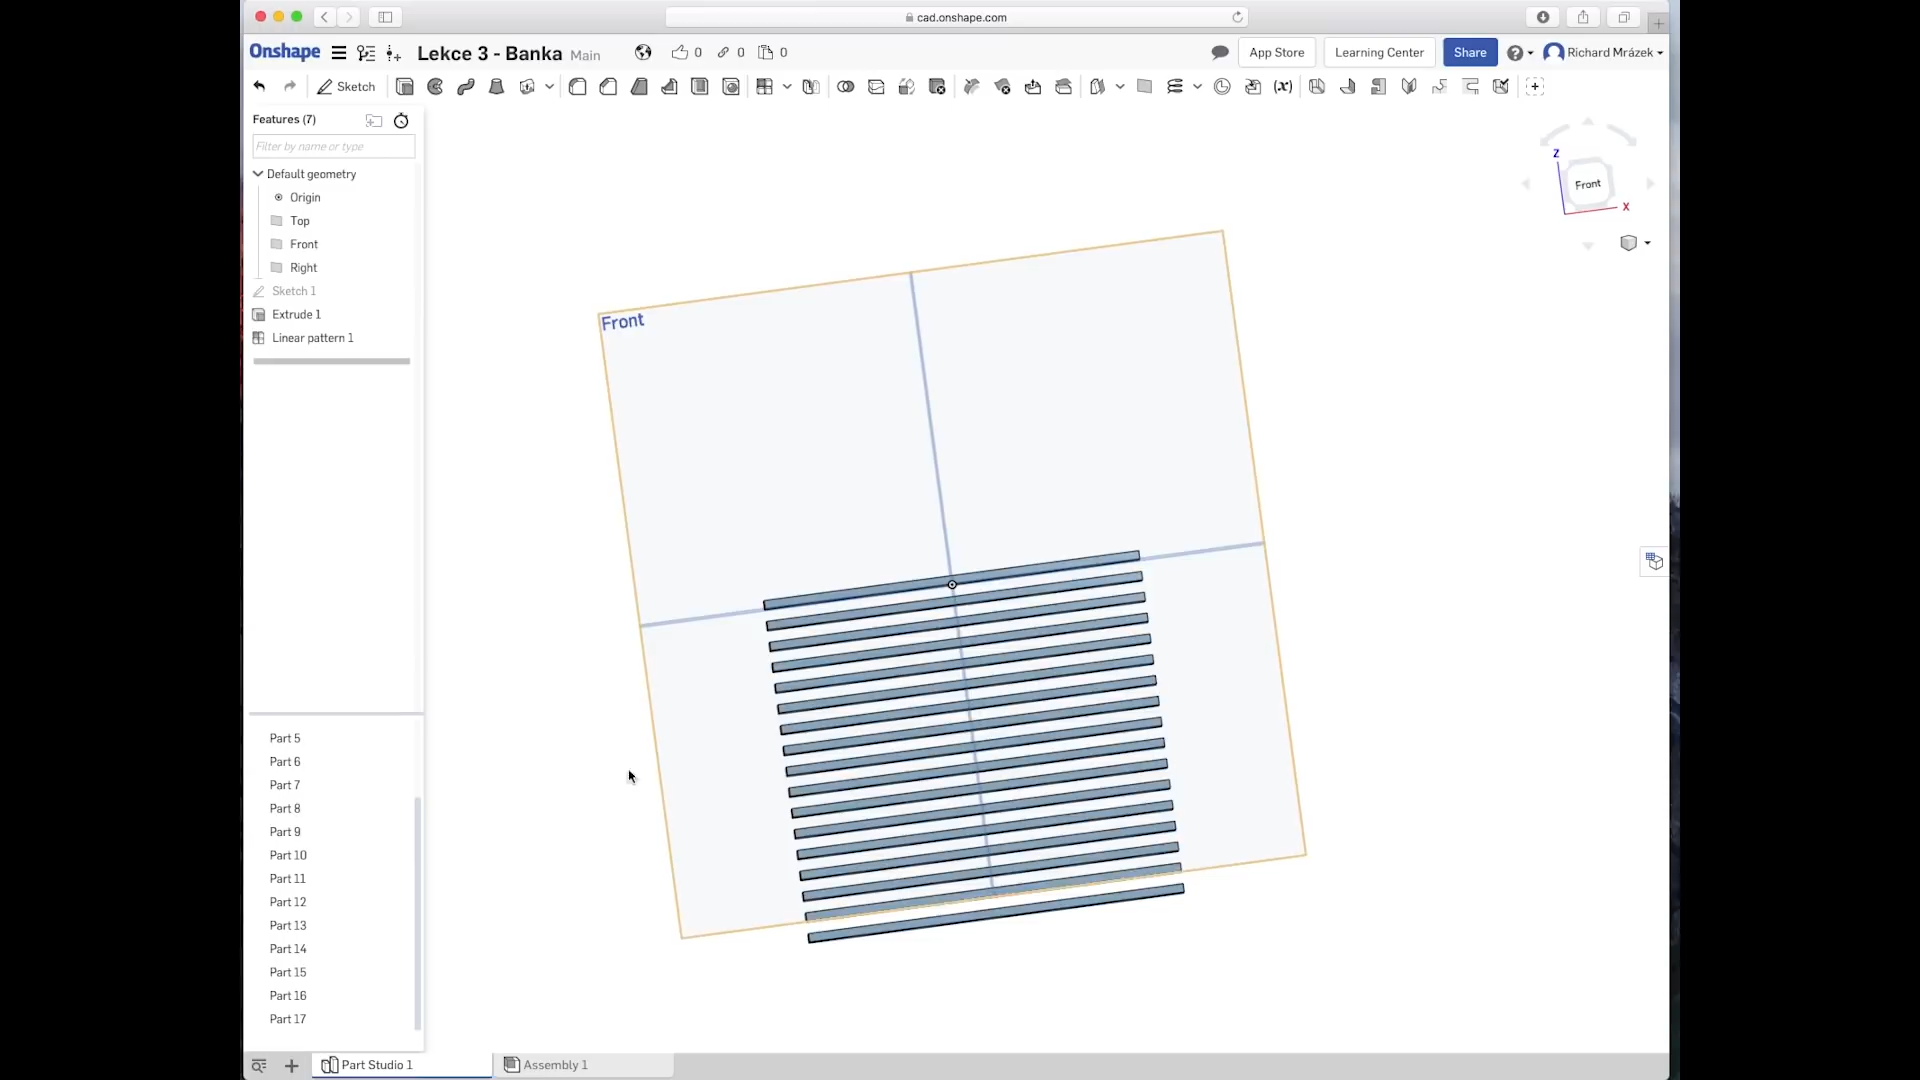 cad.onshape.com
Onshape Lekce 3 - Banka Main 0 0 0 App Store Learning Center Share Richard Mrázek
Sketch (x)
Features (7)
Filter by name or type
Default geometry
Origin
Top
Front
Right
Sketch 1
Extrude 1
Linear pattern 1
Z
Front
X
Front
Part 5
Part 6
Part 7
Part 8
Part 9
Part 10
Part 11
Part 12
Part 13
Part 14
Part 15
Part 16
Part 17
Part Studio 1 Assembly 1